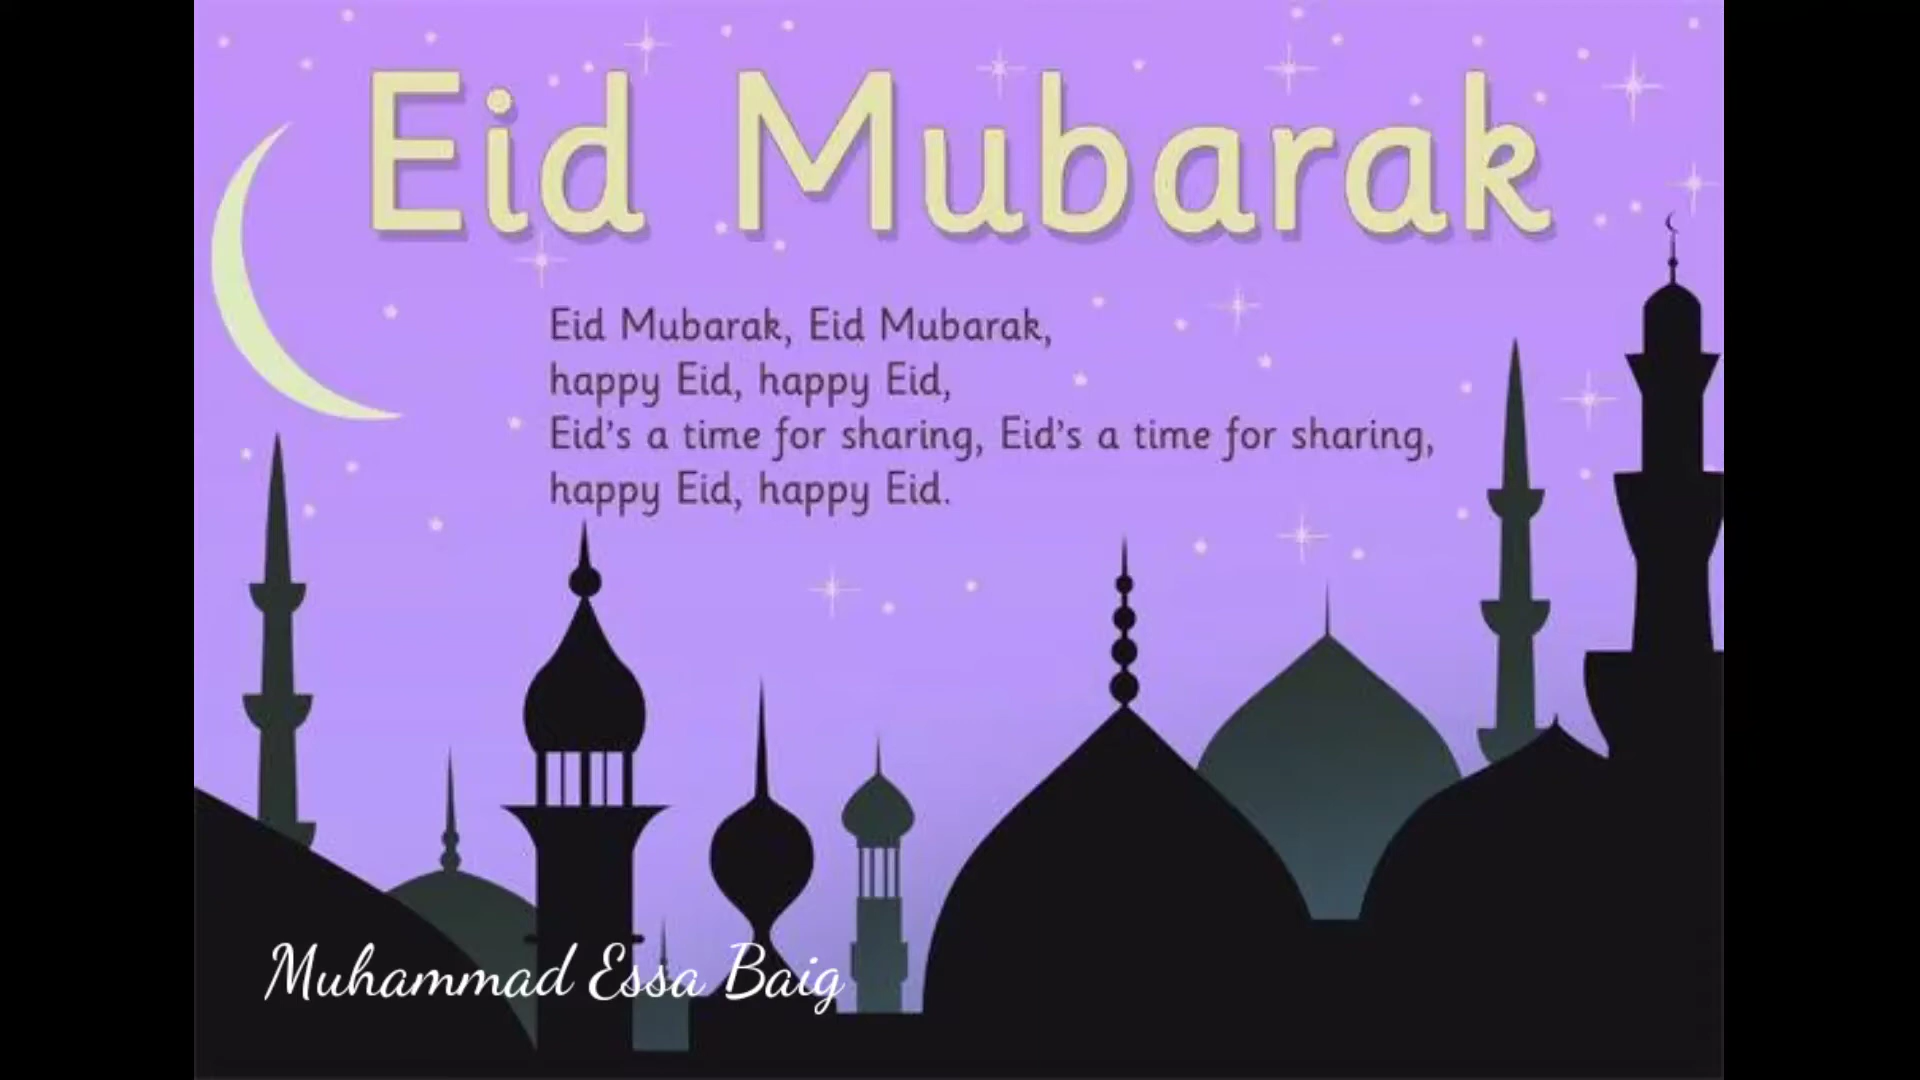 Eid Mubarak
Eid Mubarak, Eid Mubarak,
happy Eid, happy Eid,
Eid's a time for sharing, Eid's a time for sharing,
happy Eid, happy Eid.
Muhammad Essa Baig